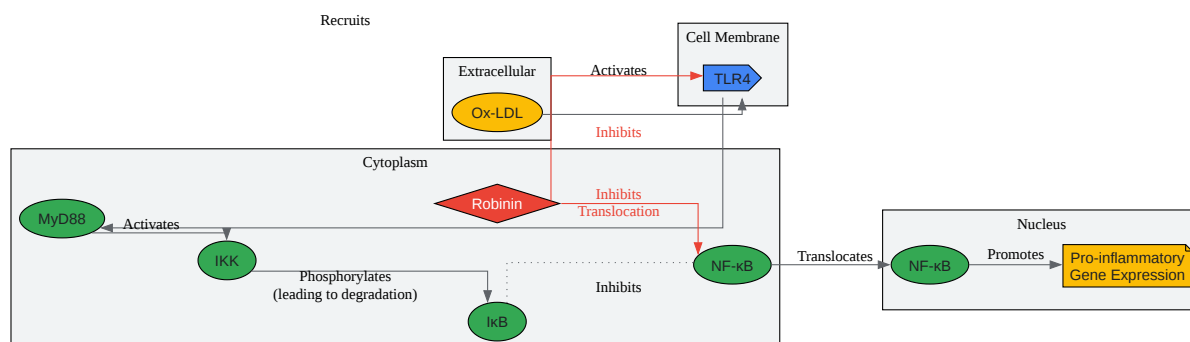 Recruits
Cell Membrane
Extracellular
Activates
TLR4
Ox-LDL
Inhibits
Cytoplasm
Robinin
Inhibits
Translocation
MyD88
Activates
IKK
Phosphorylates
(leading to degradation)
IκB
Inhibits
NF-κB
Translocates
Nucleus
NF-κB
Promotes
Pro-inflammatory
Gene Expression